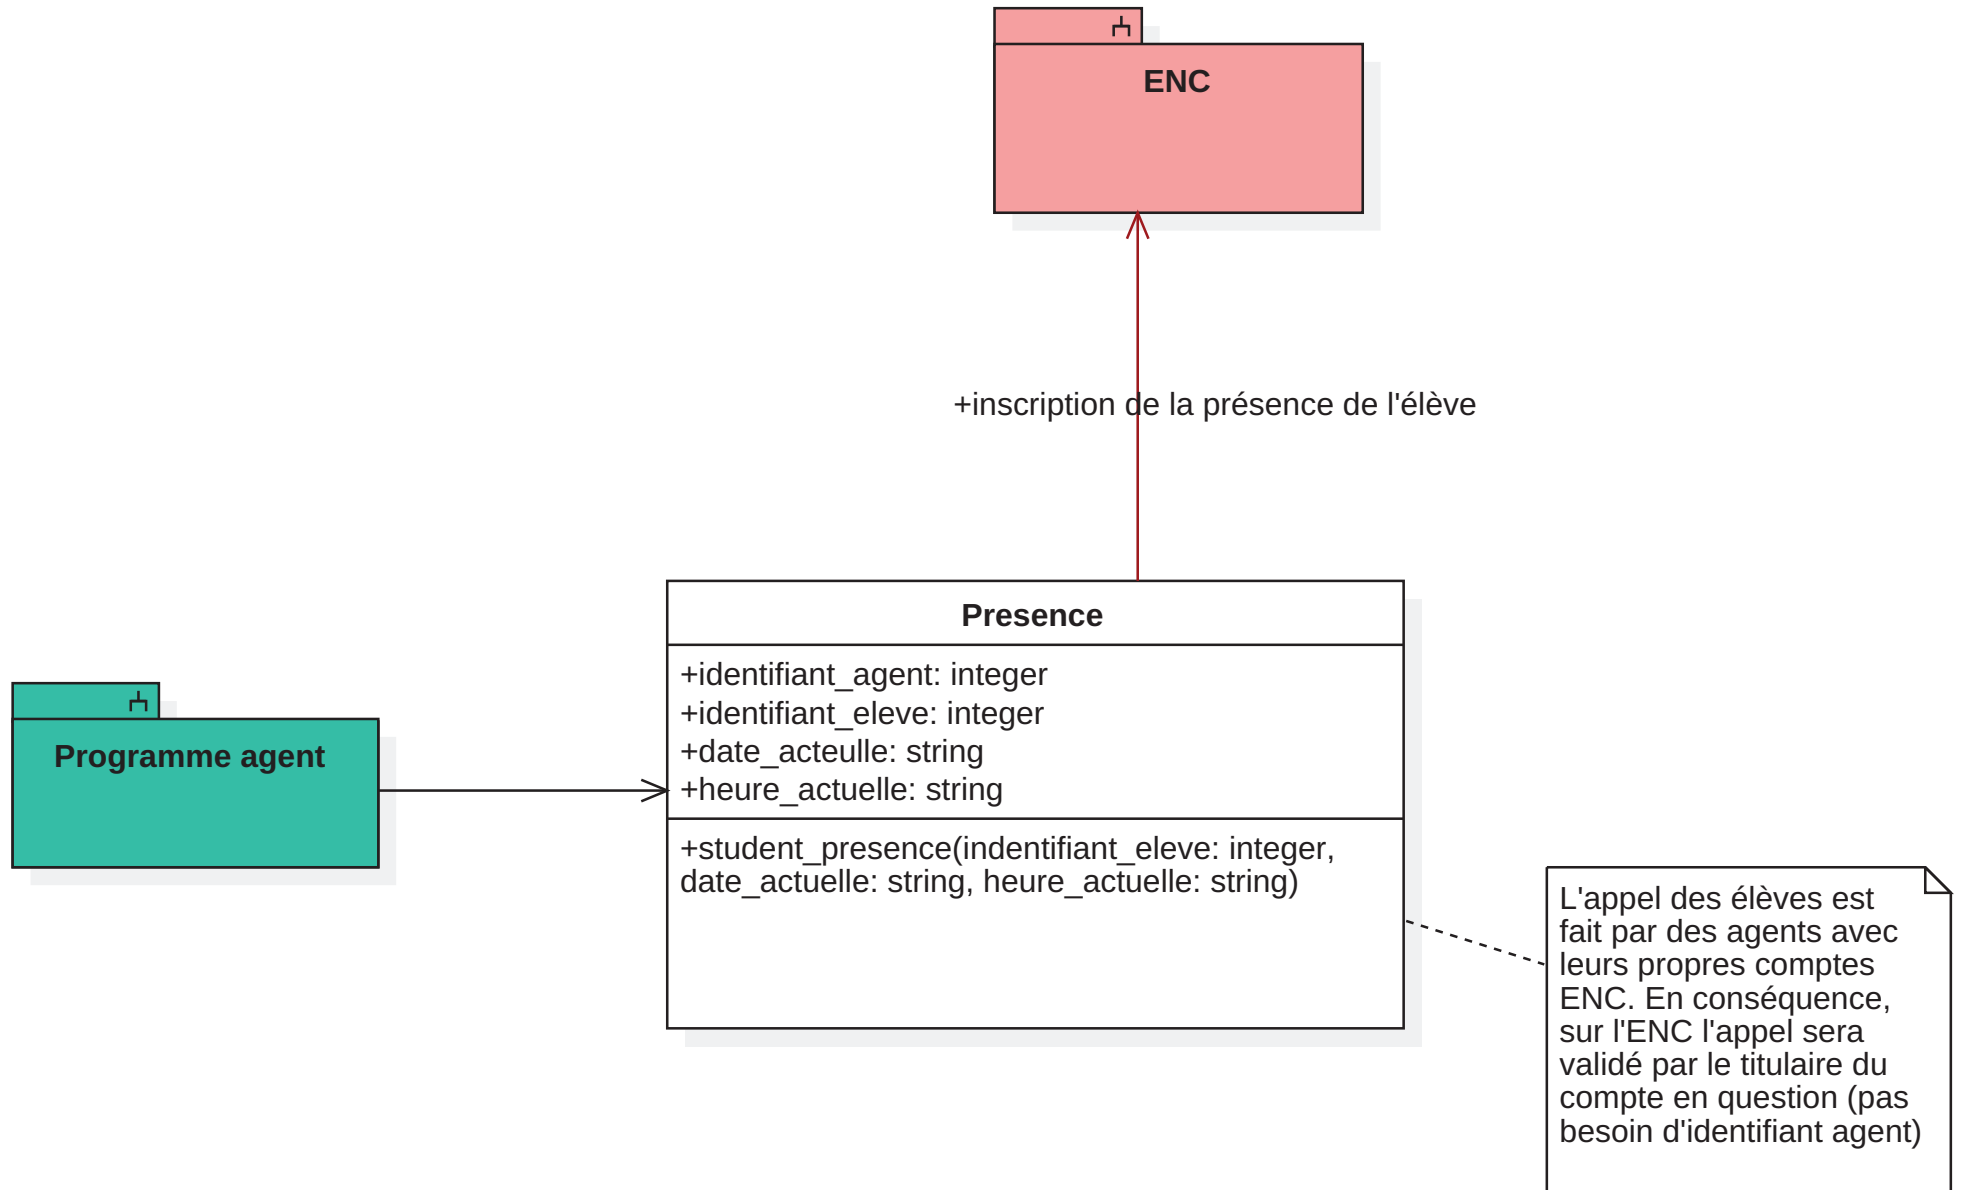 ENC
+inscription de la présence de l'élève
Presence
+identifiant_agent: integer
+identifiant_eleve: integer
+date_acteulle: string
+heure_actuelle: string
+student_presence(indentifiant_eleve: integer,
date_actuelle: string, heure_actuelle: string)
Programme agent
L'appel des élèves est
fait par des agents avec
leurs propres comptes
ENC. En conséquence,
sur l'ENC l'appel sera
validé par le titulaire du
compte en question (pas
besoin d'identifiant agent)